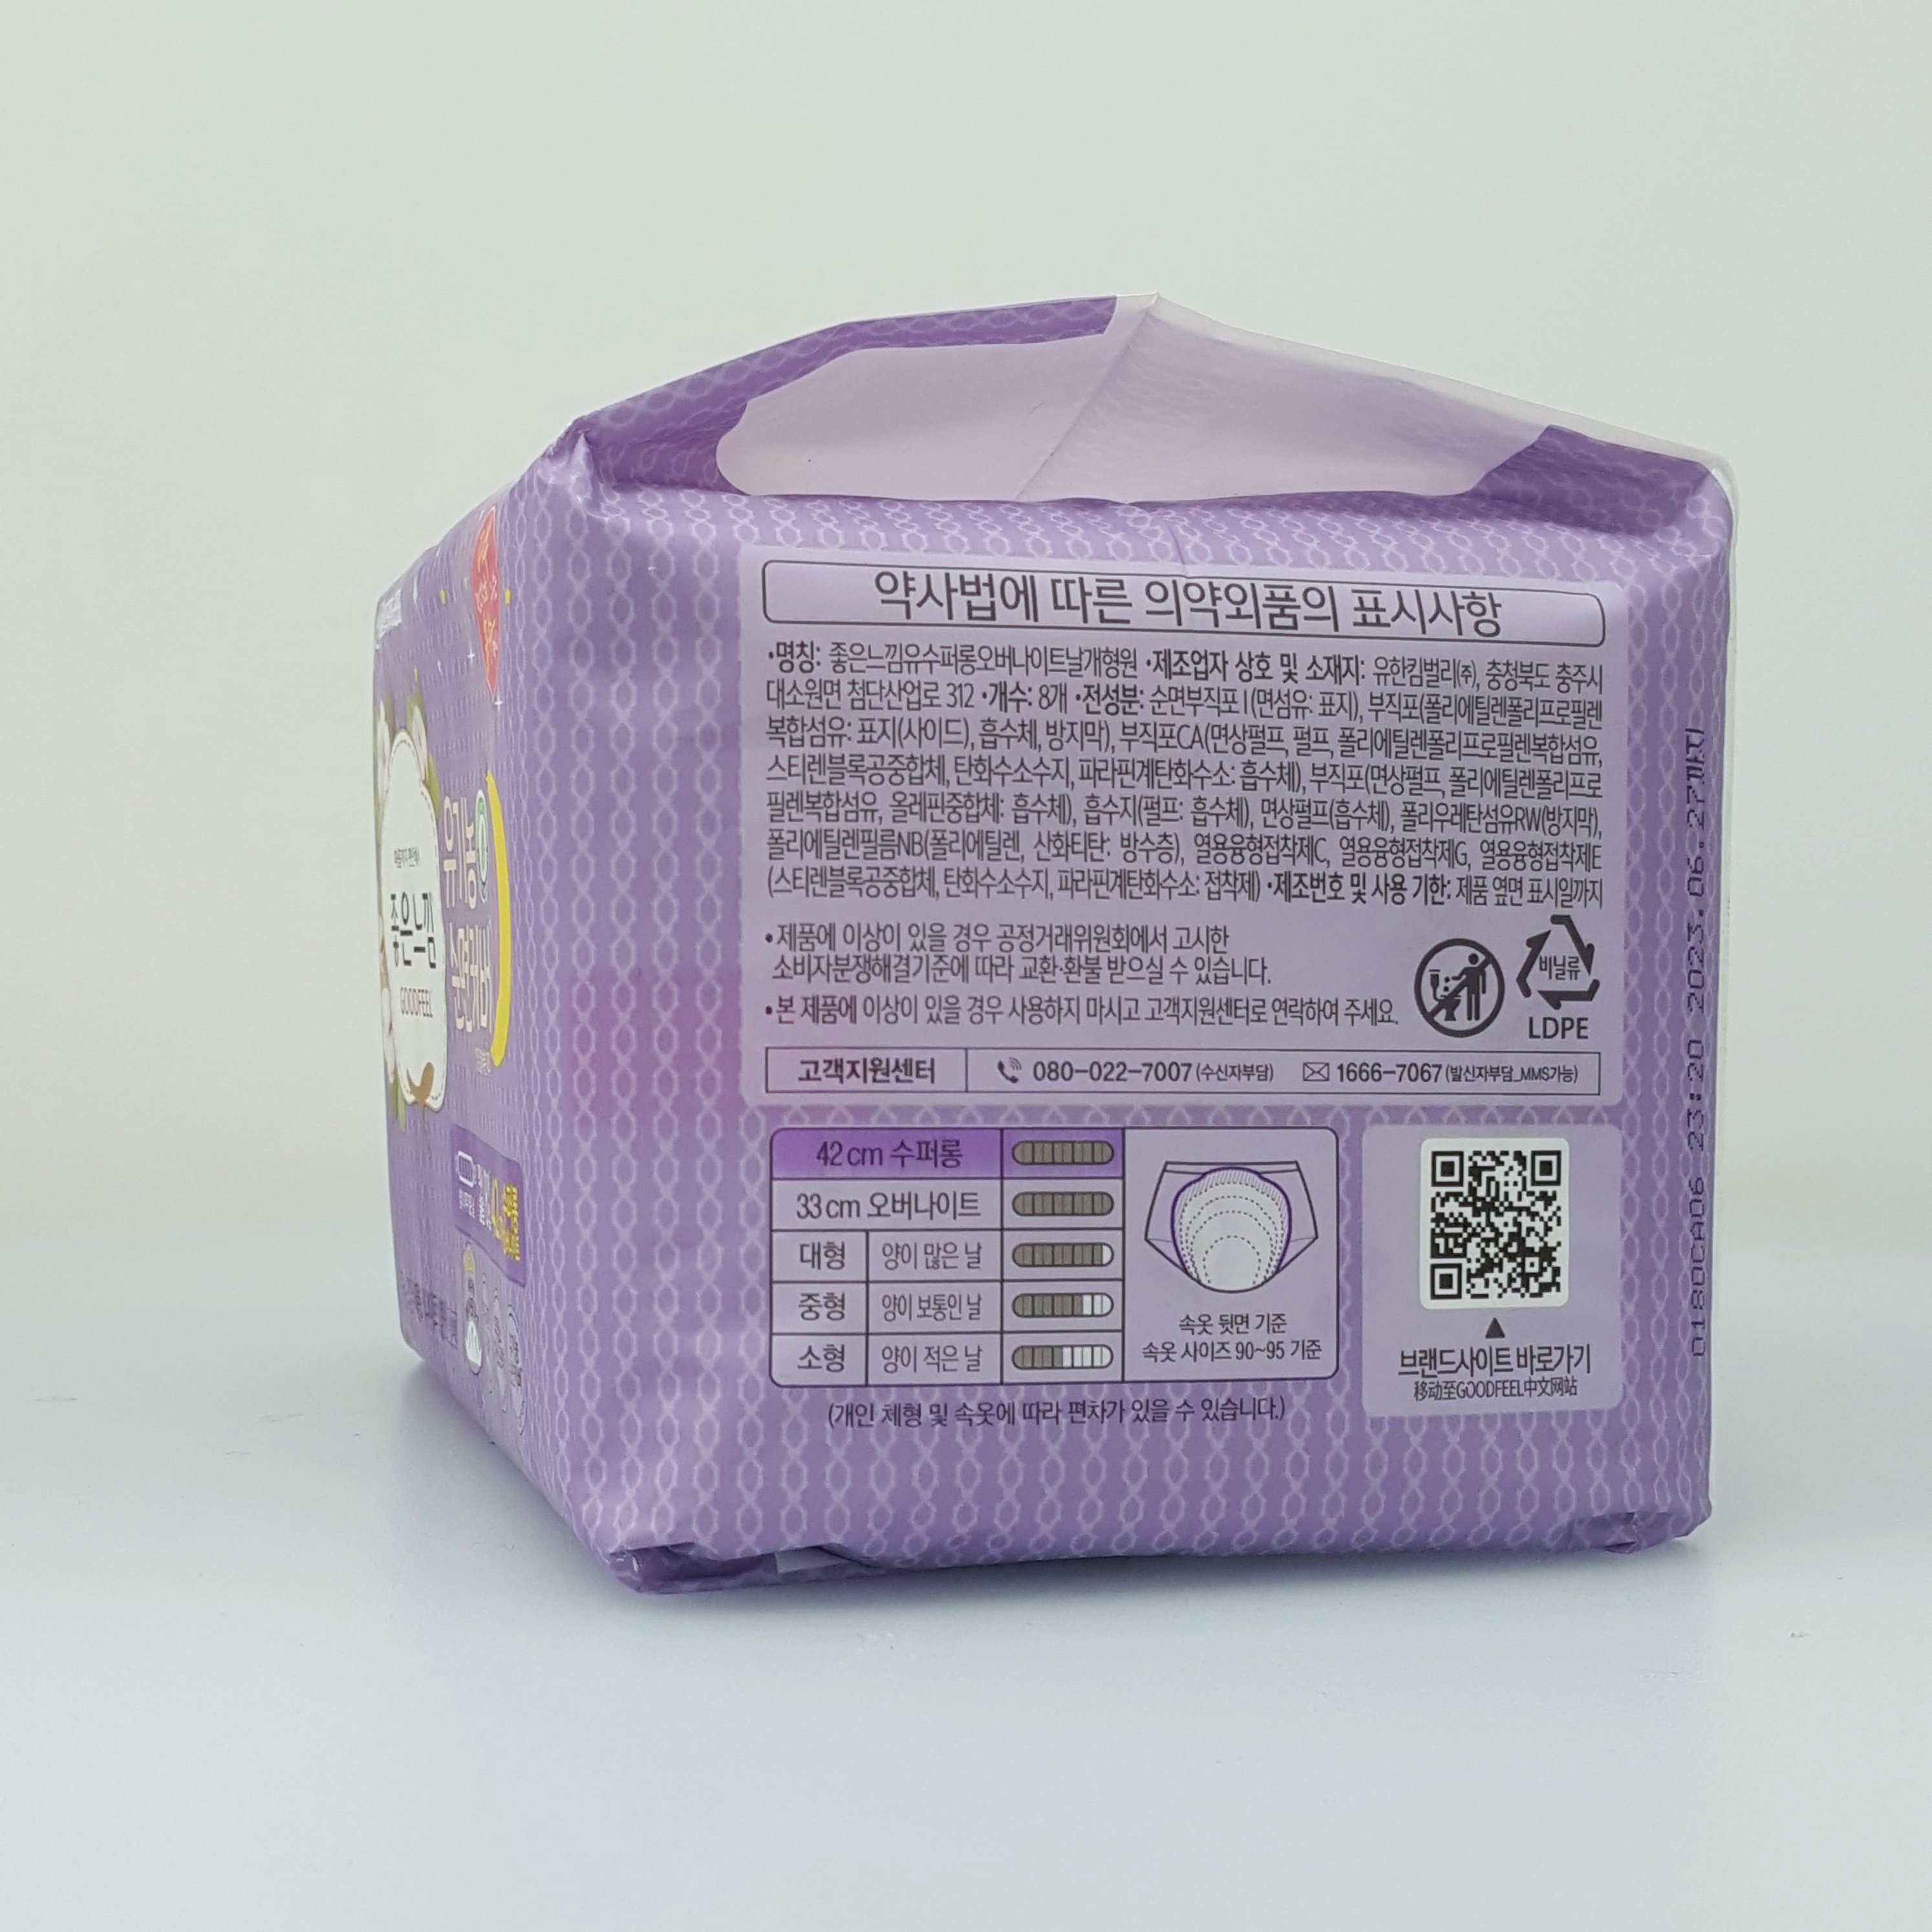 약사법에 따른 의약외품의 표시사항
•명칭: 좋은느낌유수퍼롱오버나이트날개형원 •제조업자 상호 및 소재지: 유한킴벌리㈜, 충청북도 충주시
대소원면 첨단산업로 312 •개수: 8개 •전성분: 순면부직포 I (면섬유: 표지), 부직포(폴리에틸렌폴리프로필렌
복합섬유: 표지(사이드), 흡수체, 방지막), 부직포CA(면상펄프, 펄프, 폴리에틸렌폴리프로필렌복합섬유,
스티렌블록공중합체, 탄화수소수지, 파라핀계탄화수소: 흡수체), 부직포(면상펄프, 폴리에틸렌폴리프로
필렌복합섬유, 올레핀중합체: 흡수체), 흡수지(펄프: 흡수체), 면상펄프(흡수체), 폴리우레탄섬유RW(방지막),
폴리에틸렌필름NB(폴리에틸렌, 산화티탄: 방수층), 열용융형접착제C, 열용융형접착제G, 열용융형접착제E
(스티렌블록공중합체, 탄화수소수지, 파라핀계탄화수소: 접착제) •제조번호 및 사용 기한: 제품 옆면 표시일까지
•제품에 이상이 있을 경우 공정거래위원회에서 고시한
소비자분쟁해결기준에 따라 교환·환불 받으실 수 있습니다.
•본 제품에 이상이 있을 경우 사용하지 마시고 고객지원센터로 연락하여 주세요.
비닐류
LDPE
고객지원센터 080-022-7007 (수신자부담) 1666-7067 (발신자부담_MMS가능)
42cm 수퍼롱
33cm 오버나이트
대형 양이 많은 날
중형 양이 보통인 날
소형 양이 적은 날
속옷 뒷면 기준
속옷 사이즈 90~95 기준
(개인 체형 및 속옷에 따라 편차가 있을 수 있습니다.)
브랜드사이트 바로가기
移动至GOODFEEL中文网站
0180CA06 23:20 2023.06.27까지
유기농
순면커버
좋은느낌
GOODFEEL